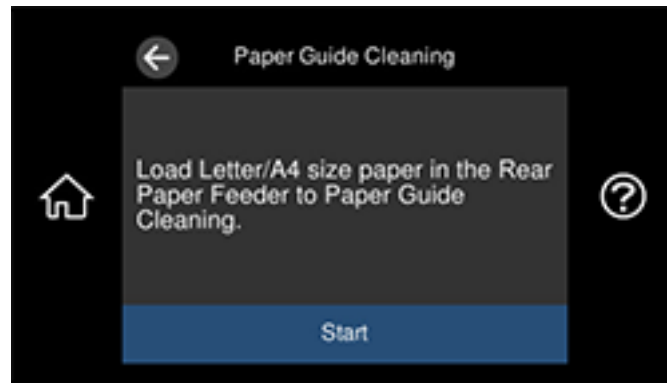 Paper Guide Cleaning
Load Letter/A4 size paper in the Rear
Paper Feeder to Paper Guide
Cleaning.
?
Start